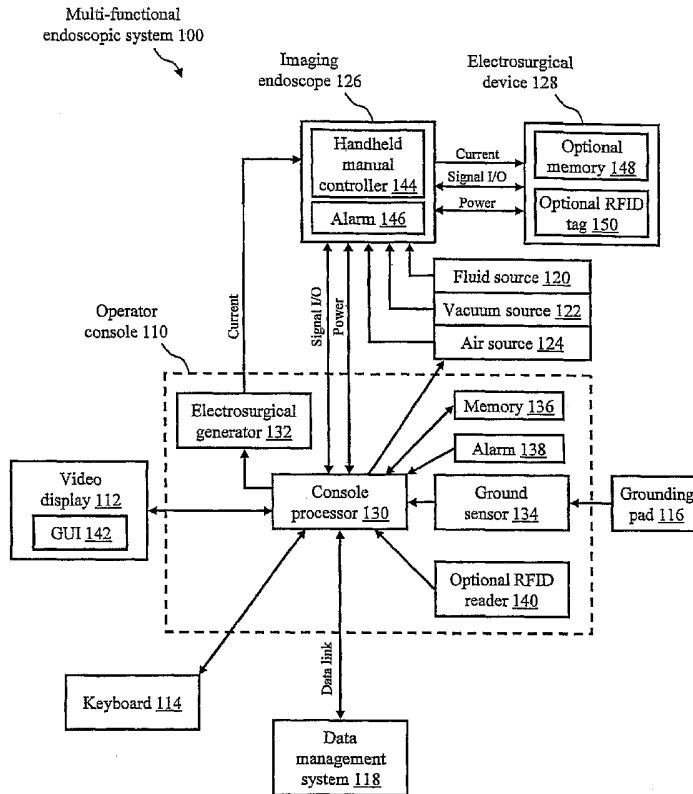 Multi-functional
endoscopic system 100
Imaging
endoscope 126
Electrosurgical
device 128
Handheld
manual
controller 144
Alarm 146
Current
Signal I/O
Power
Optional
memory 148
Optional RFID
tag 150
Fluid source 120
Vacuum source 122
Air source 124
Operator
console 110
Current
Signal I/O
Power
Electrosurgical
generator 132
Memory 136
Alarm 138
Video
display 112
GUI 142
Console
processor 130
Ground
sensor 134
Grounding
pad 116
Optional RFID
reader 140
Data link
Keyboard 114
Data
management
system 118